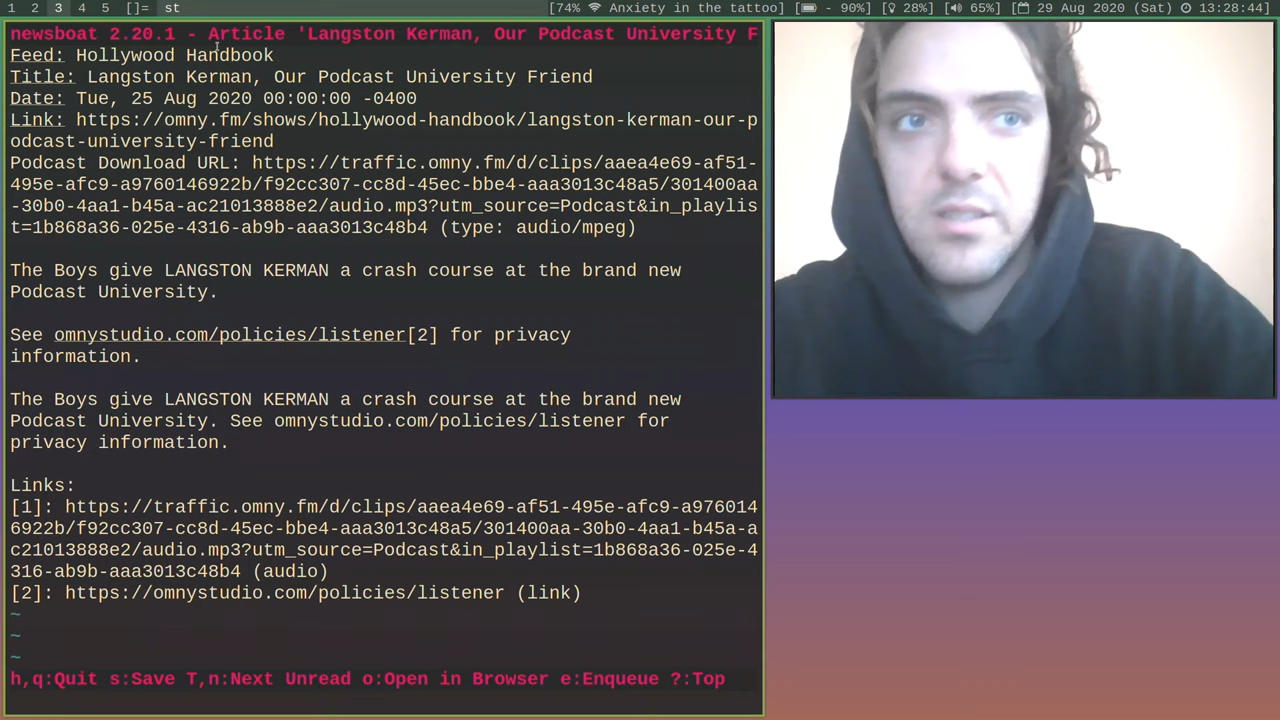 1 2 3 4 5 []= st [74% Anxiety in the tattoo] [ - 90%] [ 28%] [ 65%] [ 29 Aug 2020 (Sat) 13:28:44]
newsboat 2.20.1 - Article 'Langston Kerman, Our Podcast University F
Feed: Hollywood Handbook
Title: Langston Kerman, Our Podcast University Friend
Date: Tue, 25 Aug 2020 00:00:00 -0400
Link: https://omny.fm/shows/hollywood-handbook/langston-kerman-our-p
odcast-university-friend
Podcast Download URL: https://traffic.omny.fm/d/clips/aaea4e69-af51-
495e-afc9-a9760146922b/f92cc307-cc8d-45ec-bbe4-aaa3013c48a5/301400aa
-30b0-4aa1-b45a-ac21013888e2/audio.mp3?utm_source=Podcast&in_playlis
t=1b868a36-025e-4316-ab9b-aaa3013c48b4 (type: audio/mpeg)
The Boys give LANGSTON KERMAN a crash course at the brand new
Podcast University.
See omnystudio.com/policies/listener[2] for privacy
information.
The Boys give LANGSTON KERMAN a crash course at the brand new
Podcast University. See omnystudio.com/policies/listener for
privacy information.
Links:
[1]: https://traffic.omny.fm/d/clips/aaea4e69-af51-495e-afc9-a976014
6922b/f92cc307-cc8d-45ec-bbe4-aaa3013c48a5/301400aa-30b0-4aa1-b45a-a
c21013888e2/audio.mp3?utm_source=Podcast&in_playlist=1b868a36-025e-4
316-ab9b-aaa3013c48b4 (audio)
[2]: https://omnystudio.com/policies/listener (link)
~
~
~
h,q:Quit s:Save T,n:Next Unread o:Open in Browser e:Enqueue ?:Top